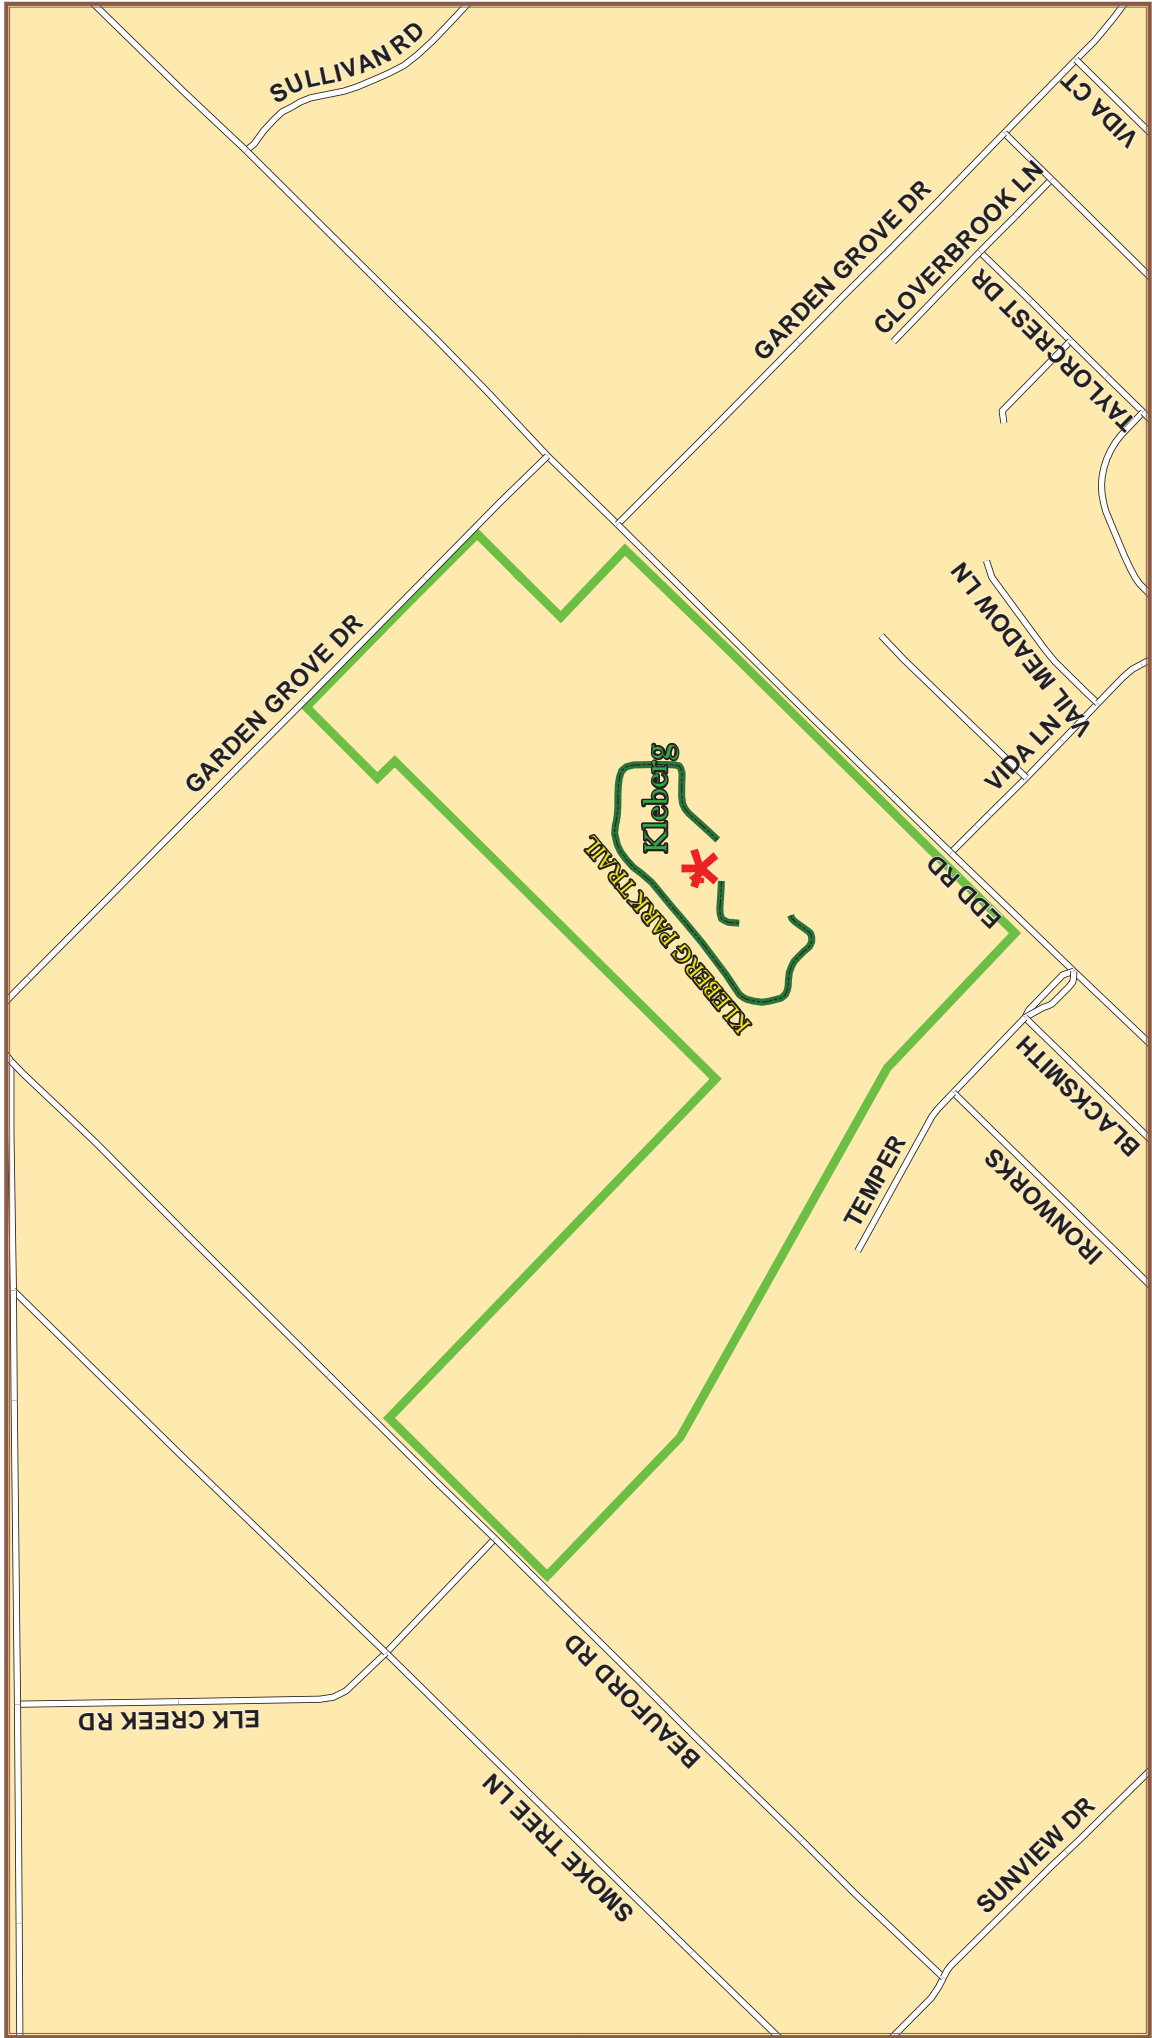 SULLIVAN RD
VIDA CT
GARDEN GROVE DR
CLOVERBROOK LN
TAYLORCREST DR
VAIL MEADOW LN
GARDEN GROVE DR
VIDA LN
Kleberg
KLEBERG PARK TRAIL
EDD RD
BLACKSMITH
TEMPER
IRONWORKS
BEAUFORD RD
ELK CREEK RD
SMOKE TREE LN
SUNVIEW DR